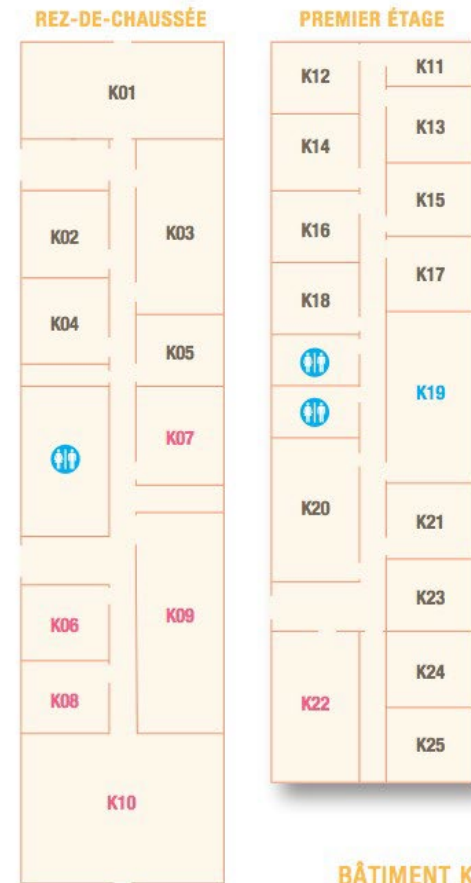 REZ-DE-CHAUSSÉE
K01
K02
K03
K04
K05
K07
K06
K09
K08
K10
PREMIER ÉTAGE
K12
K11
K14
K13
K15
K16
K17
K18
K19
K20
K21
K23
K22
K24
K25
BÂTIMENT K